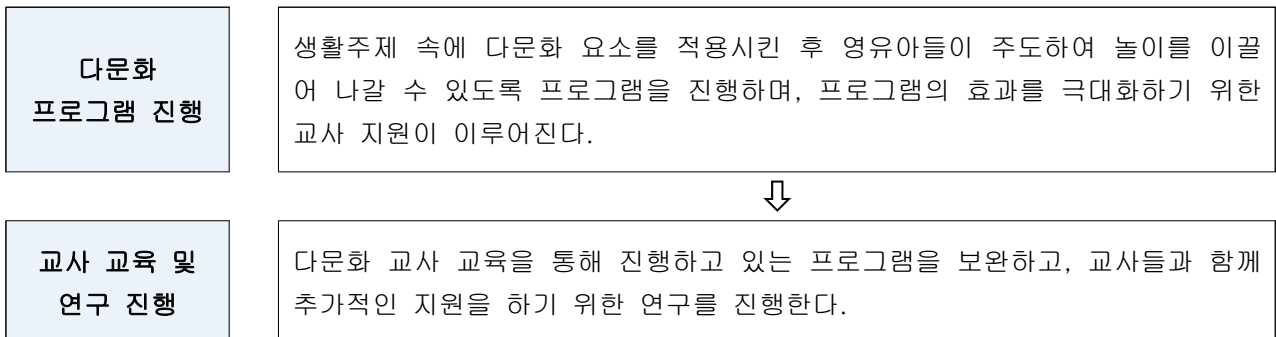 다문화
프로그램 진행
생활주제 속에 다문화 요소를 적용시킨 후 영유아들이 주도하여 놀이를 이끌
어 나갈 수 있도록 프로그램을 진행하며, 프로그램의 효과를 극대화하기 위한
교사 지원이 이루어진다.
교사 교육 및
연구 진행
다문화 교사 교육을 통해 진행하고 있는 프로그램을 보완하고, 교사들과 함께
추가적인 지원을 하기 위한 연구를 진행한다.